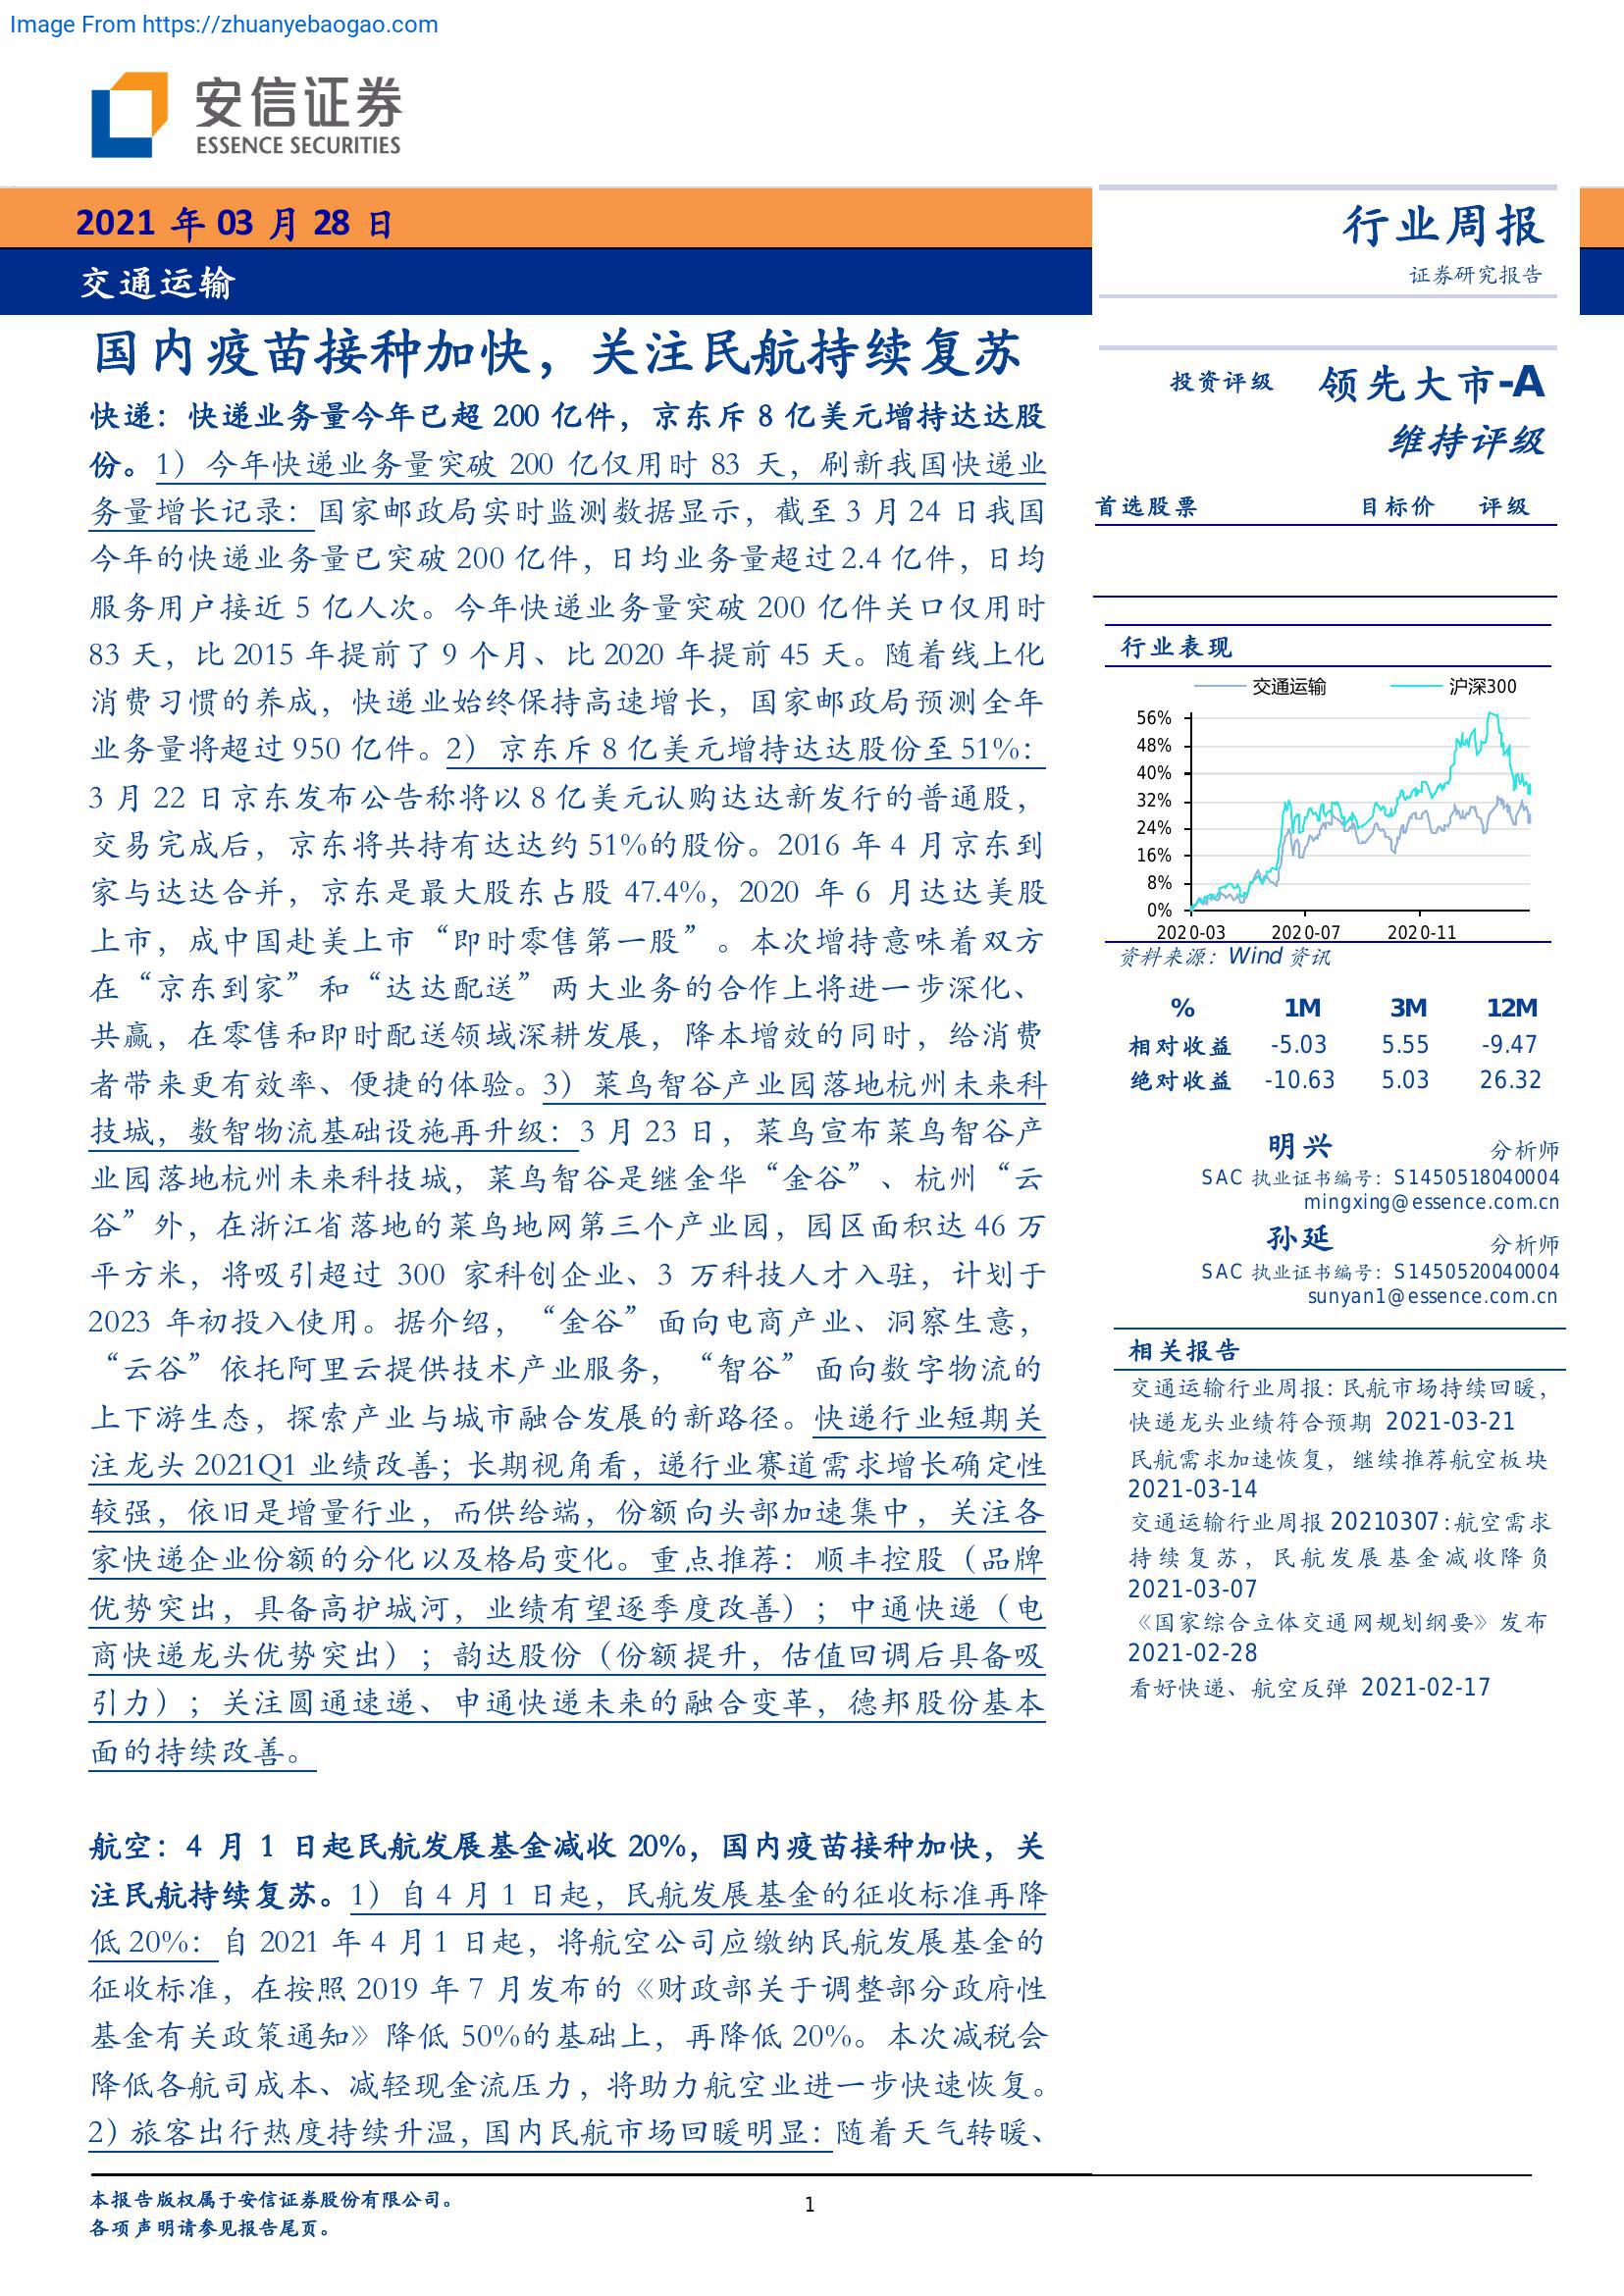 Image From https://zhuanyebaogao.com
安信证券
ESSENCE SECURITIES
2021 年 03 月 28 日
交通运输
行业周报
证券研究报告
国内疫苗接种加快，关注民航持续复苏
快递：快递业务量今年已超 200 亿件，京东斥 8 亿美元增持达达股
份。1）今年快递业务量突破 200 亿仅用时 83 天，刷新我国快递业
务量增长记录：国家邮政局实时监测数据显示，截至 3 月 24 日我国
今年的快递业务量已突破 200 亿件，日均业务量超过 2.4 亿件，日均
服务用户接近 5 亿人次。今年快递业务量突破 200 亿件关口仅用时
83 天，比 2015 年提前了 9 个月、比 2020 年提前 45 天。随着线上化
消费习惯的养成，快递业始终保持高速增长，国家邮政局预测全年
业务量将超过 950 亿件。2）京东斥 8 亿美元增持达达股份至 51%：
3 月 22 日京东发布公告称将以 8 亿美元认购达达新发行的普通股，
交易完成后，京东将共持有达达约 51%的股份。2016 年 4 月京东到
家与达达合并，京东是最大股东占股 47.4%，2020 年 6 月达达美股
上市，成中国赴美上市“即时零售第一股”。本次增持意味着双方
在“京东到家”和“达达配送”两大业务的合作上将进一步深化、
共赢，在零售和即时配送领域深耕发展，降本增效的同时，给消费
者带来更有效率、便捷的体验。3）菜鸟智谷产业园落地杭州未来科
技城，数智物流基础设施再升级：3 月 23 日，菜鸟宣布菜鸟智谷产
业园落地杭州未来科技城，菜鸟智谷是继金华“金谷”、杭州“云
谷”外，在浙江省落地的菜鸟地网第三个产业园，园区面积达 46 万
平方米，将吸引超过 300 家科创企业、3 万科技人才入驻，计划于
2023 年初投入使用。据介绍，“金谷”面向电商产业、洞察生意，
“云谷”依托阿里云提供技术产业服务，“智谷”面向数字物流的
上下游生态，探索产业与城市融合发展的新路径。快递行业短期关
注龙头 2021Q1 业绩改善；长期视角看，递行业赛道需求增长确定性
较强，依旧是增量行业，而供给端，份额向头部加速集中，关注各
家快递企业份额的分化以及格局变化。重点推荐：顺丰控股（品牌
优势突出，具备高护城河，业绩有望逐季度改善）；中通快递（电
商快递龙头优势突出）；韵达股份（份额提升，估值回调后具备吸
引力）；关注圆通速递、申通快递未来的融合变革，德邦股份基本
面的持续改善。
航空：4 月 1 日起民航发展基金减收 20%，国内疫苗接种加快，关
注民航持续复苏。1）自 4 月 1 日起，民航发展基金的征收标准再降
低 20%：自 2021 年 4 月 1 日起，将航空公司应缴纳民航发展基金的
征收标准，在按照 2019 年 7 月发布的《财政部关于调整部分政府性
基金有关政策通知》降低 50%的基础上，再降低 20%。本次减税会
降低各航司成本、减轻现金流压力，将助力航空业进一步快速恢复。
2）旅客出行热度持续升温，国内民航市场回暖明显：随着天气转暖、
投资评级 领先大市-A
维持评级
首选股票 目标价 评级
行业表现
交通运输 沪深300
56%
48%
40%
32%
24%
16%
8%
0%
2020-03 2020-07 2020-11
资料来源：Wind 资讯
% 1M 3M 12M
相对收益 -5.03 5.55 -9.47
绝对收益 -10.63 5.03 26.32
明兴 分析师
SAC 执业证书编号：S1450518040004
mingxing@essence.com.cn
孙延 分析师
SAC 执业证书编号：S1450520040004
sunyan1@essence.com.cn
相关报告
交通运输行业周报：民航市场持续回暖，
快递龙头业绩符合预期 2021-03-21
民航需求加速恢复，继续推荐航空板块
2021-03-14
交通运输行业周报 20210307：航空需求
持续复苏，民航发展基金减收降负
2021-03-07
《国家综合立体交通网规划纲要》发布
2021-02-28
看好快递、航空反弹 2021-02-17
本报告版权属于安信证券股份有限公司。
各项声明请参见报告尾页。
1